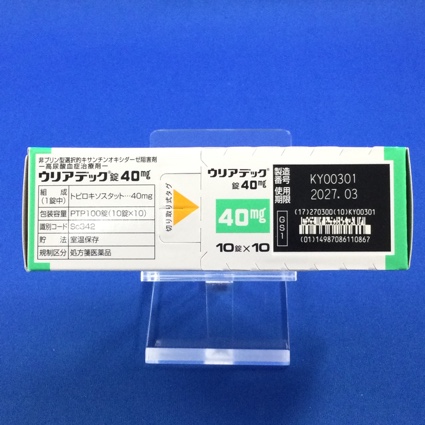 非プリン型選択的キサンチンオキシダーゼ阻害剤
－高尿酸血症治療剤－
ウリアデック錠40mg
組成(1錠中) トピロキソスタット…40mg
包装容量 PTP100錠(10錠×10)
識別コード Sc342
貯法 室温保存
規制区分 処方箋医薬品
切り取り式タグ
ウリアデック
錠40mg
40mg
10錠×10
製造番号 KY00301
使用期限 2027.03
(17)270300(10)KY00301
GS1
(01)14987086110867